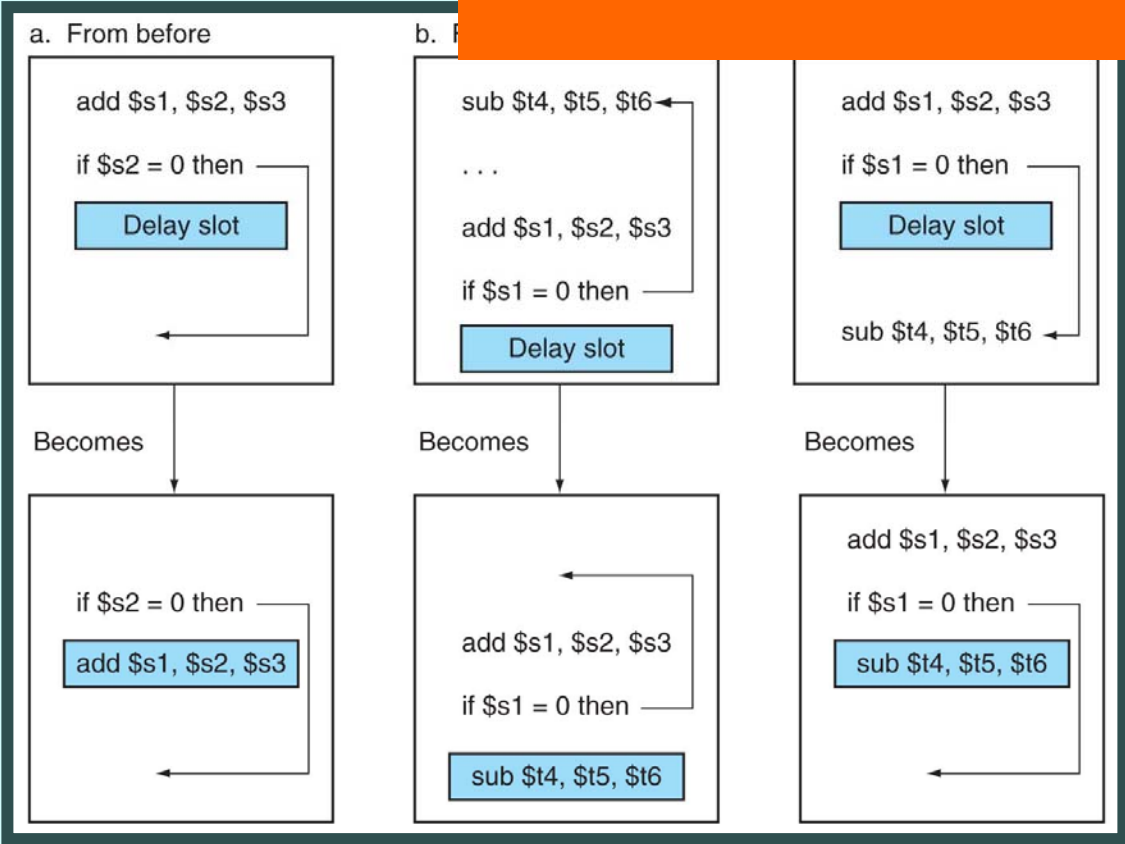 a. From before
add $s1, $s2, $s3
if $s2 = 0 then
Delay slot
Becomes
if $s2 = 0 then
add $s1, $s2, $s3
b.
sub $t4, $t5, $t6
. . .
add $s1, $s2, $s3
if $s1 = 0 then
Delay slot
Becomes
add $s1, $s2, $s3
if $s1 = 0 then
sub $t4, $t5, $t6
add $s1, $s2, $s3
if $s1 = 0 then
Delay slot
sub $t4, $t5, $t6
Becomes
add $s1, $s2, $s3
if $s1 = 0 then
sub $t4, $t5, $t6